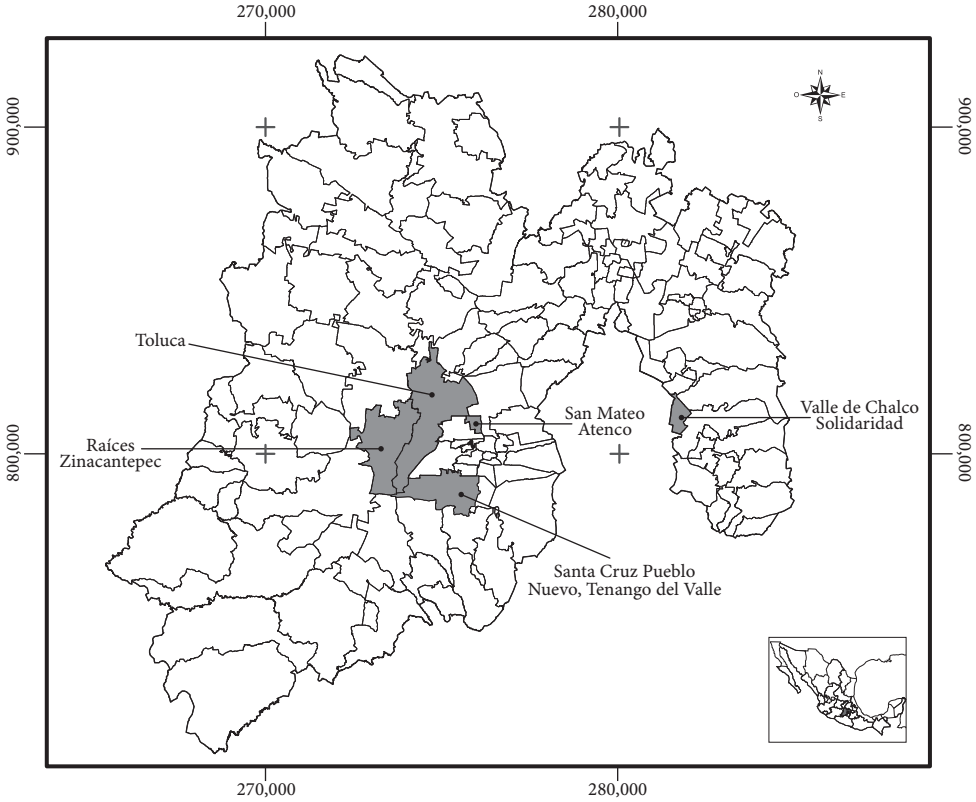 270,000
280,000
900,000
900,000
N
O
E
S
Toluca
San Mateo
Atenco
Valle de Chalco
Solidaridad
Raíces
Zinacantepec
800,000
800,000
Santa Cruz Pueblo
Nuevo, Tenango del Valle
270,000
280,000